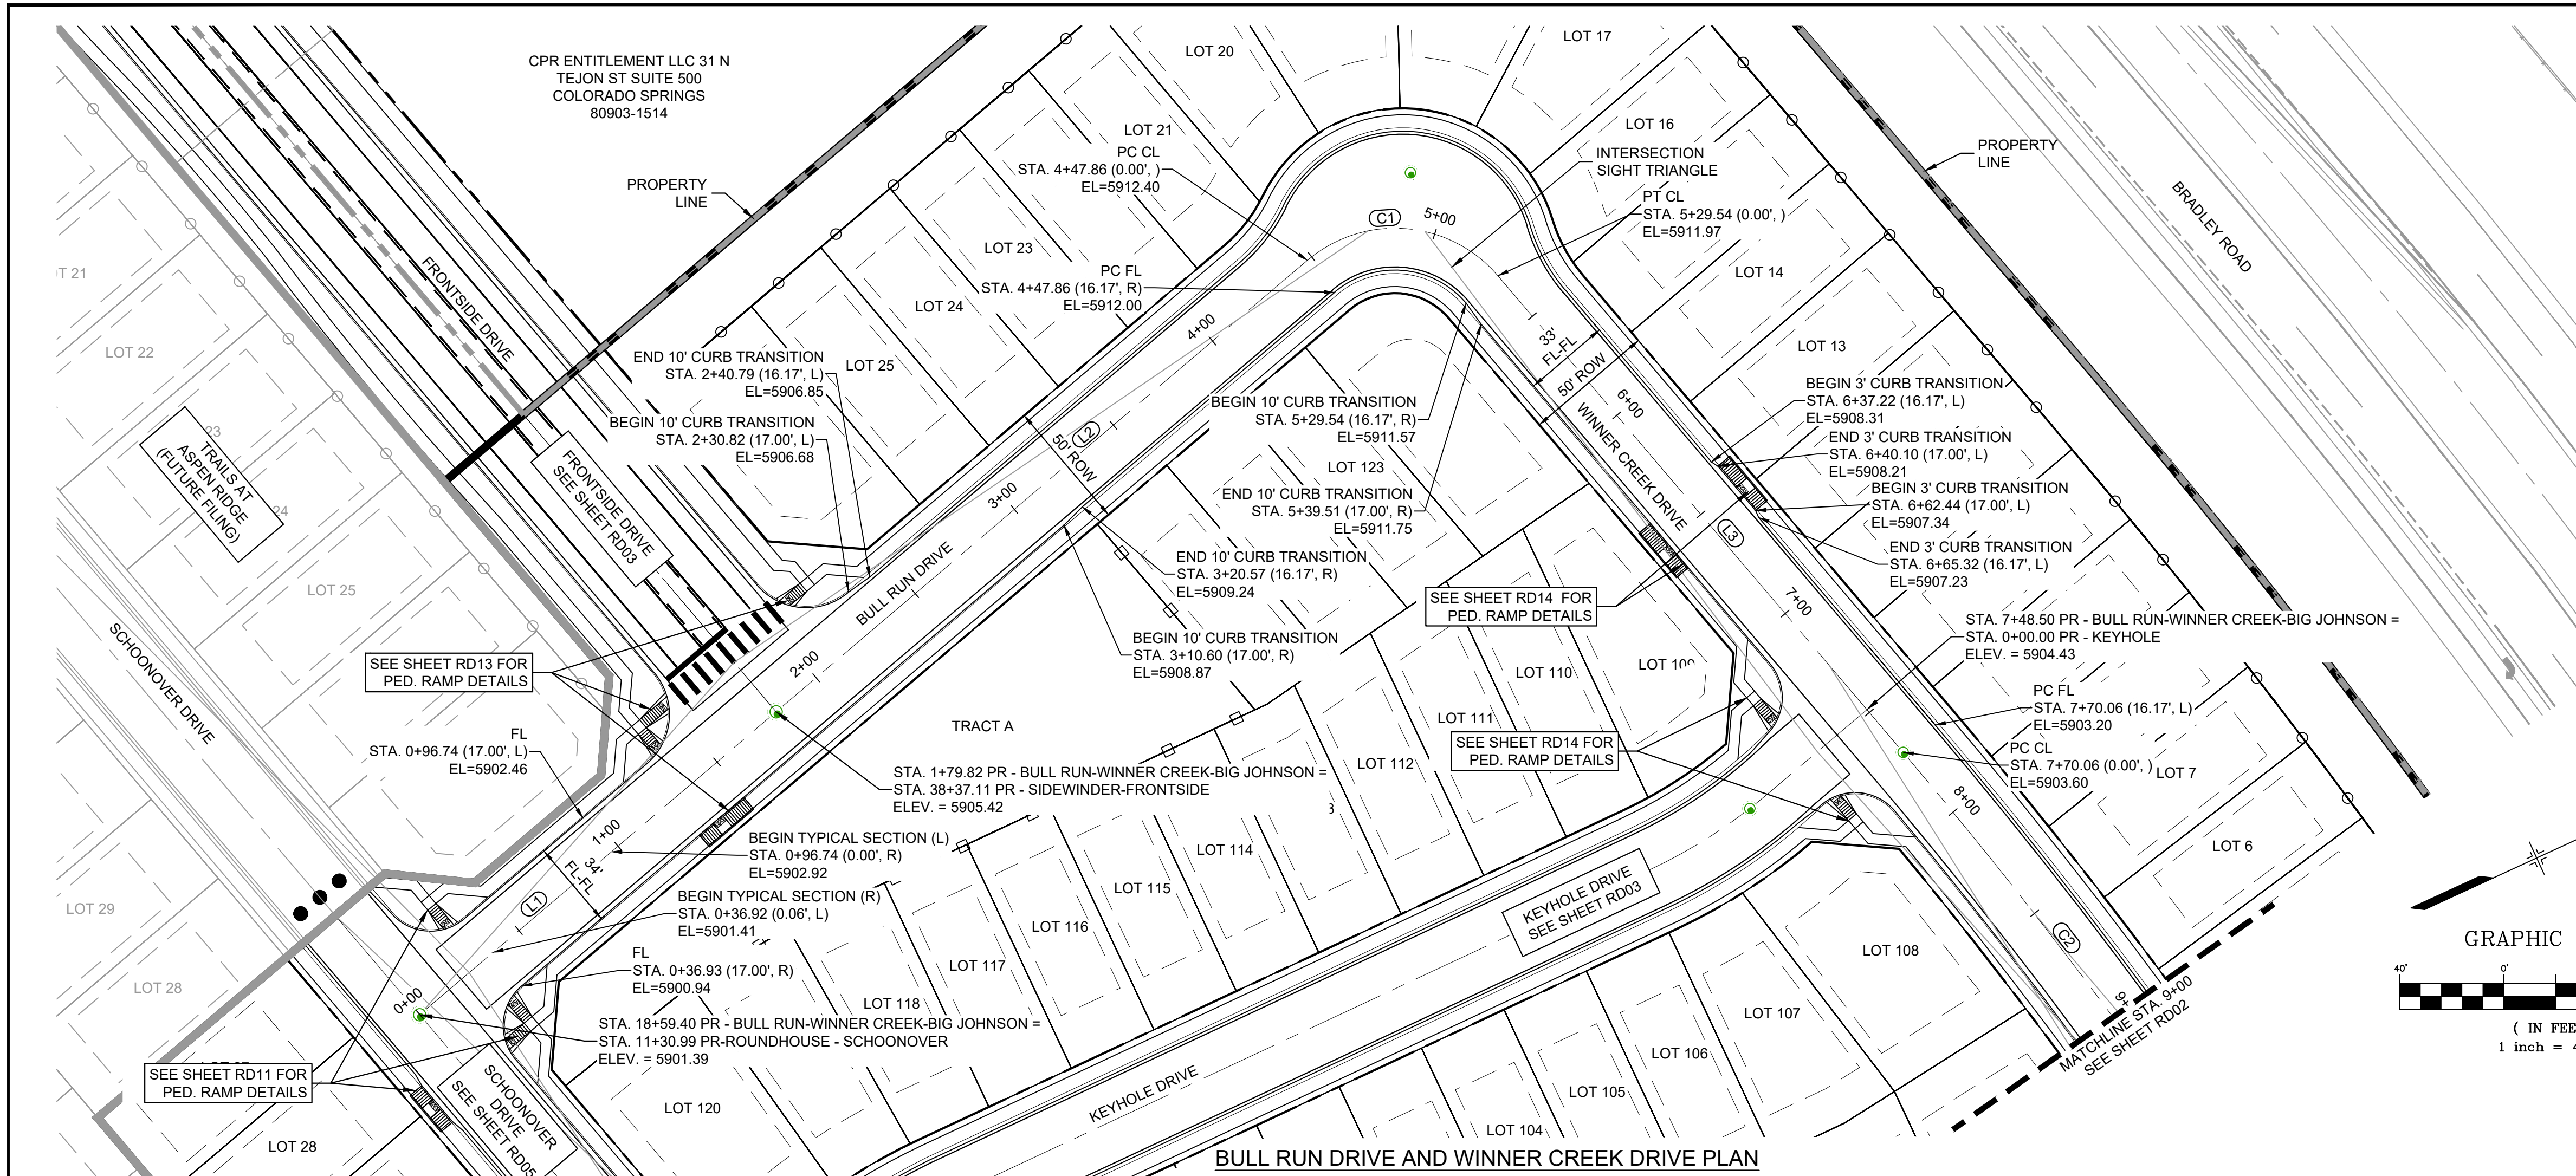 CPR ENTITLEMENT LLC 31 N
TEJON ST SUITE 500
COLORADO SPRINGS
80903-1514
LOT 20
LOT 17
LOT 21
LOT 16
PC CL
STA. 4+47.86 (0.00', )
EL=5912.40
INTERSECTION
SIGHT TRIANGLE
PROPERTY
LINE
PROPERTY
LINE
BRADLEY ROAD
PT CL
STA. 5+29.54 (0.00', )
EL=5911.97
C1
5+00
LOT 23
LOT 14
PC FL
STA. 4+47.86 (16.17', R)
EL=5912.00
LOT 24
4+00
FRONTSIDE DRIVE
T 21
LOT 22
23
24
TRAILS AT
ASPEN RIDGE
(FUTURE FILING)
END 10' CURB TRANSITION
STA. 2+40.79 (16.17', L)
EL=5906.85
LOT 25
BEGIN 10' CURB TRANSITION
STA. 2+30.82 (17.00', L)
EL=5906.68
33'
FL-FL
50' ROW
LOT 13
6+00
WINNER CREEK DRIVE
BEGIN 10' CURB TRANSITION
STA. 5+29.54 (16.17', R)
EL=5911.57
BEGIN 3' CURB TRANSITION
STA. 6+37.22 (16.17', L)
EL=5908.31
END 3' CURB TRANSITION
STA. 6+40.10 (17.00', L)
EL=5908.21
BEGIN 3' CURB TRANSITION
STA. 6+62.44 (17.00', L)
EL=5907.34
END 3' CURB TRANSITION
STA. 6+65.32 (16.17', L)
EL=5907.23
L2
50' ROW
3+00
LOT 123
END 10' CURB TRANSITION
STA. 5+39.51 (17.00', R)
EL=5911.75
L3
FRONTSIDE DRIVE
SEE SHEET RD03
BULL RUN DRIVE
END 10' CURB TRANSITION
STA. 3+20.57 (16.17', R)
EL=5909.24
SEE SHEET RD14 FOR
PED. RAMP DETAILS
7+00
LOT 25
SCHOONOVER DRIVE
BEGIN 10' CURB TRANSITION
STA. 3+10.60 (17.00', R)
EL=5908.87
STA. 7+48.50 PR - BULL RUN-WINNER CREEK-BIG JOHNSON =
STA. 0+00.00 PR - KEYHOLE
ELEV. = 5904.43
SEE SHEET RD13 FOR
PED. RAMP DETAILS
2+00
LOT 110
LOT 109
PC FL
STA. 7+70.06 (16.17', L)
EL=5903.20
TRACT A
LOT 111
FL
STA. 0+96.74 (17.00', L)
EL=5902.46
SEE SHEET RD14 FOR
PED. RAMP DETAILS
PC CL
STA. 7+70.06 (0.00', )
EL=5903.60
LOT 7
LOT 112
STA. 1+79.82 PR - BULL RUN-WINNER CREEK-BIG JOHNSON =
STA. 38+37.11 PR - SIDEWINDER-FRONTSIDE
ELEV. = 5905.42
3
8+00
1+00
34'
FL-FL
BEGIN TYPICAL SECTION (L)
STA. 0+96.74 (0.00', R)
EL=5902.92
LOT 114
LOT 6
LOT 115
L1
BEGIN TYPICAL SECTION (R)
STA. 0+36.92 (0.06', L)
EL=5901.41
KEYHOLE DRIVE
SEE SHEET RD03
LOT 29
LOT 116
LOT 108
C2
GRAPHIC
FL
STA. 0+36.93 (17.00', R)
EL=5900.94
LOT 117
LOT 28
0+00
LOT 118
LOT 107
40'
0'
9+
MATCHLINE STA. 9+00
SEE SHEET RD02
STA. 18+59.40 PR - BULL RUN-WINNER CREEK-BIG JOHNSON =
STA. 11+30.99 PR-ROUNDHOUSE - SCHOONOVER
ELEV. = 5901.39
( IN FEE
1 inch = 4
SEE SHEET RD11 FOR
PED. RAMP DETAILS
LOT 106
KEYHOLE DRIVE
LOT 105
SCHOONOVER
DRIVE
SEE SHEET RD05
LOT 120
LOT 104
LOT 28
BULL RUN DRIVE AND WINNER CREEK DRIVE PLAN